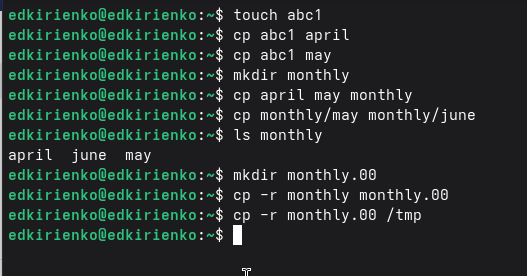 edkirienko@edkirienko:~$ touch abc1
edkirienko@edkirienko:~$ cp abc1 april
edkirienko@edkirienko:~$ cp abc1 may
edkirienko@edkirienko:~$ mkdir monthly
edkirienko@edkirienko:~$ cp april may monthly
edkirienko@edkirienko:~$ cp monthly/may monthly/june
edkirienko@edkirienko:~$ ls monthly
april  june  may
edkirienko@edkirienko:~$ mkdir monthly.00
edkirienko@edkirienko:~$ cp -r monthly monthly.00
edkirienko@edkirienko:~$ cp -r monthly.00 /tmp
edkirienko@edkirienko:~$